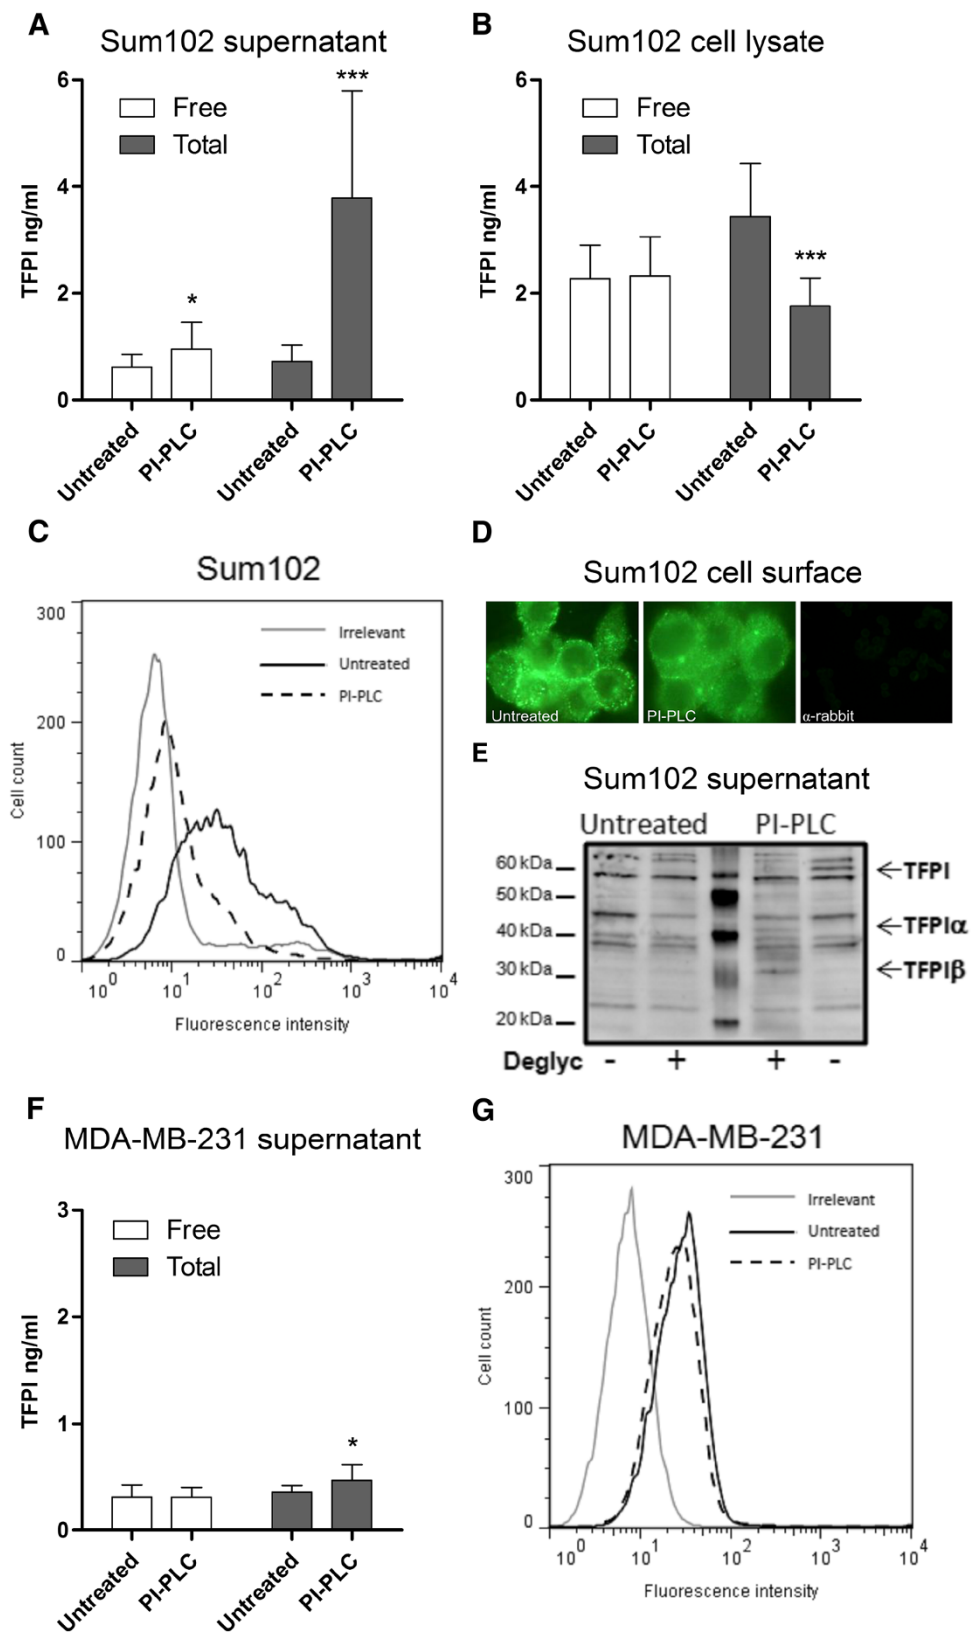 A
Sum102 supernatant
6
4
2
0
TFPI ng/ml
Free
Total
*
***
Untreated
PI-PLC
Untreated
PI-PLC
B
Sum102 cell lysate
6
4
2
0
TFPI ng/ml
Free
Total
***
Untreated
PI-PLC
Untreated
PI-PLC
C
Sum102
300
200
100
0
Cell count
Irrelevant
Untreated
PI-PLC
10^0 10^1 10^2 10^3 10^4
Fluorescence intensity
D
Sum102 cell surface
Untreated
PI-PLC
α-rabbit
E
Sum102 supernatant
Untreated PI-PLC
60 kDa
50 kDa
40 kDa
30 kDa
20 kDa
←TFPI
←TFPIα
←TFPIβ
Deglyc - + + -
F
MDA-MB-231 supernatant
3
2
1
0
TFPI ng/ml
Free
Total
*
Untreated
PI-PLC
Untreated
PI-PLC
G
MDA-MB-231
300
200
100
0
Cell count
Irrelevant
Untreated
PI-PLC
10^0 10^1 10^2 10^3 10^4
Fluorescence intensity